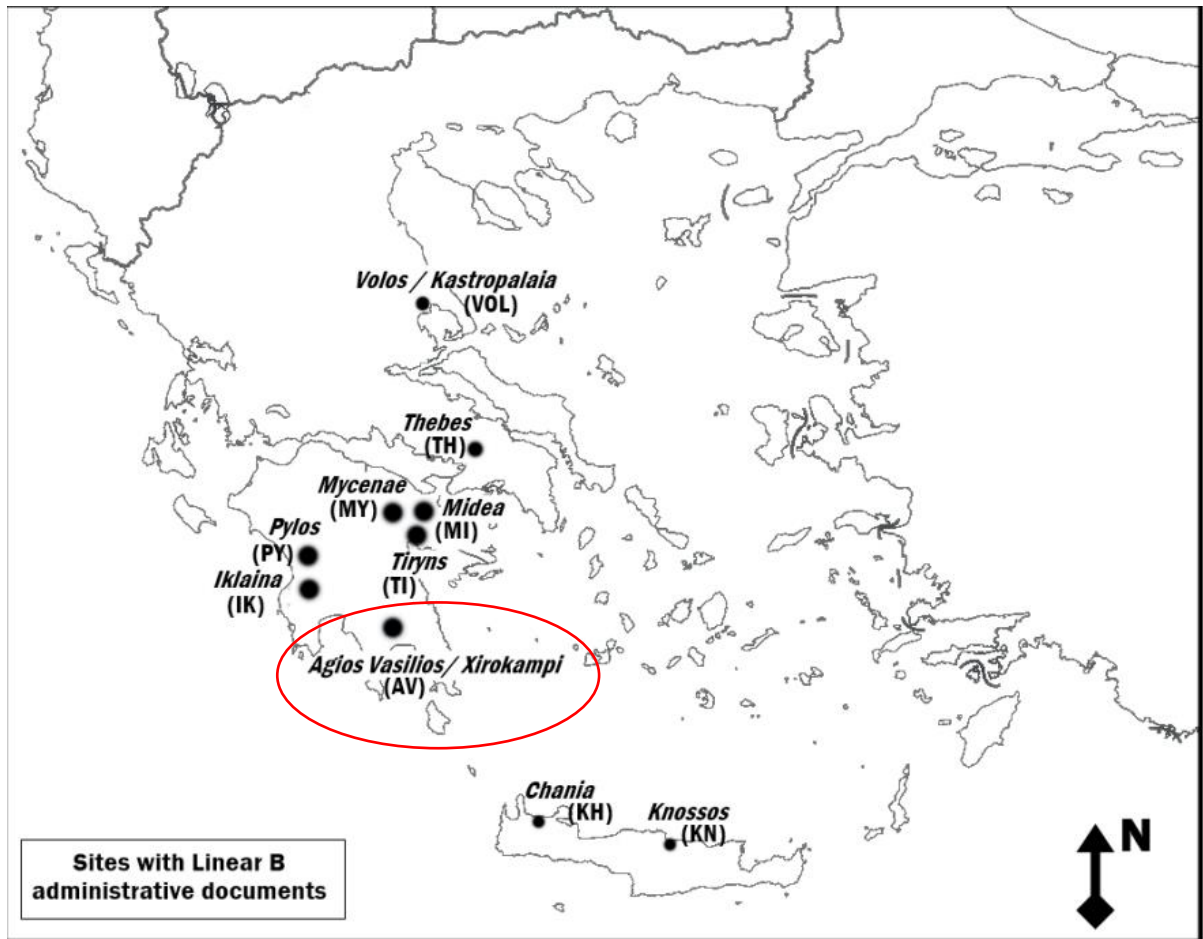 Volos / Kastropalaia
(VOL)
Thebes
(TH)
Mycenae
(MY)
Midea
(MI)
Pylos
(PY)
Tiryns
(TI)
Iklaina
(IK)
Agios Vasilios/ Xirokampi
(AV)
Chania
(KH)
Knossos
(KN)
Sites with Linear B
administrative documents
N